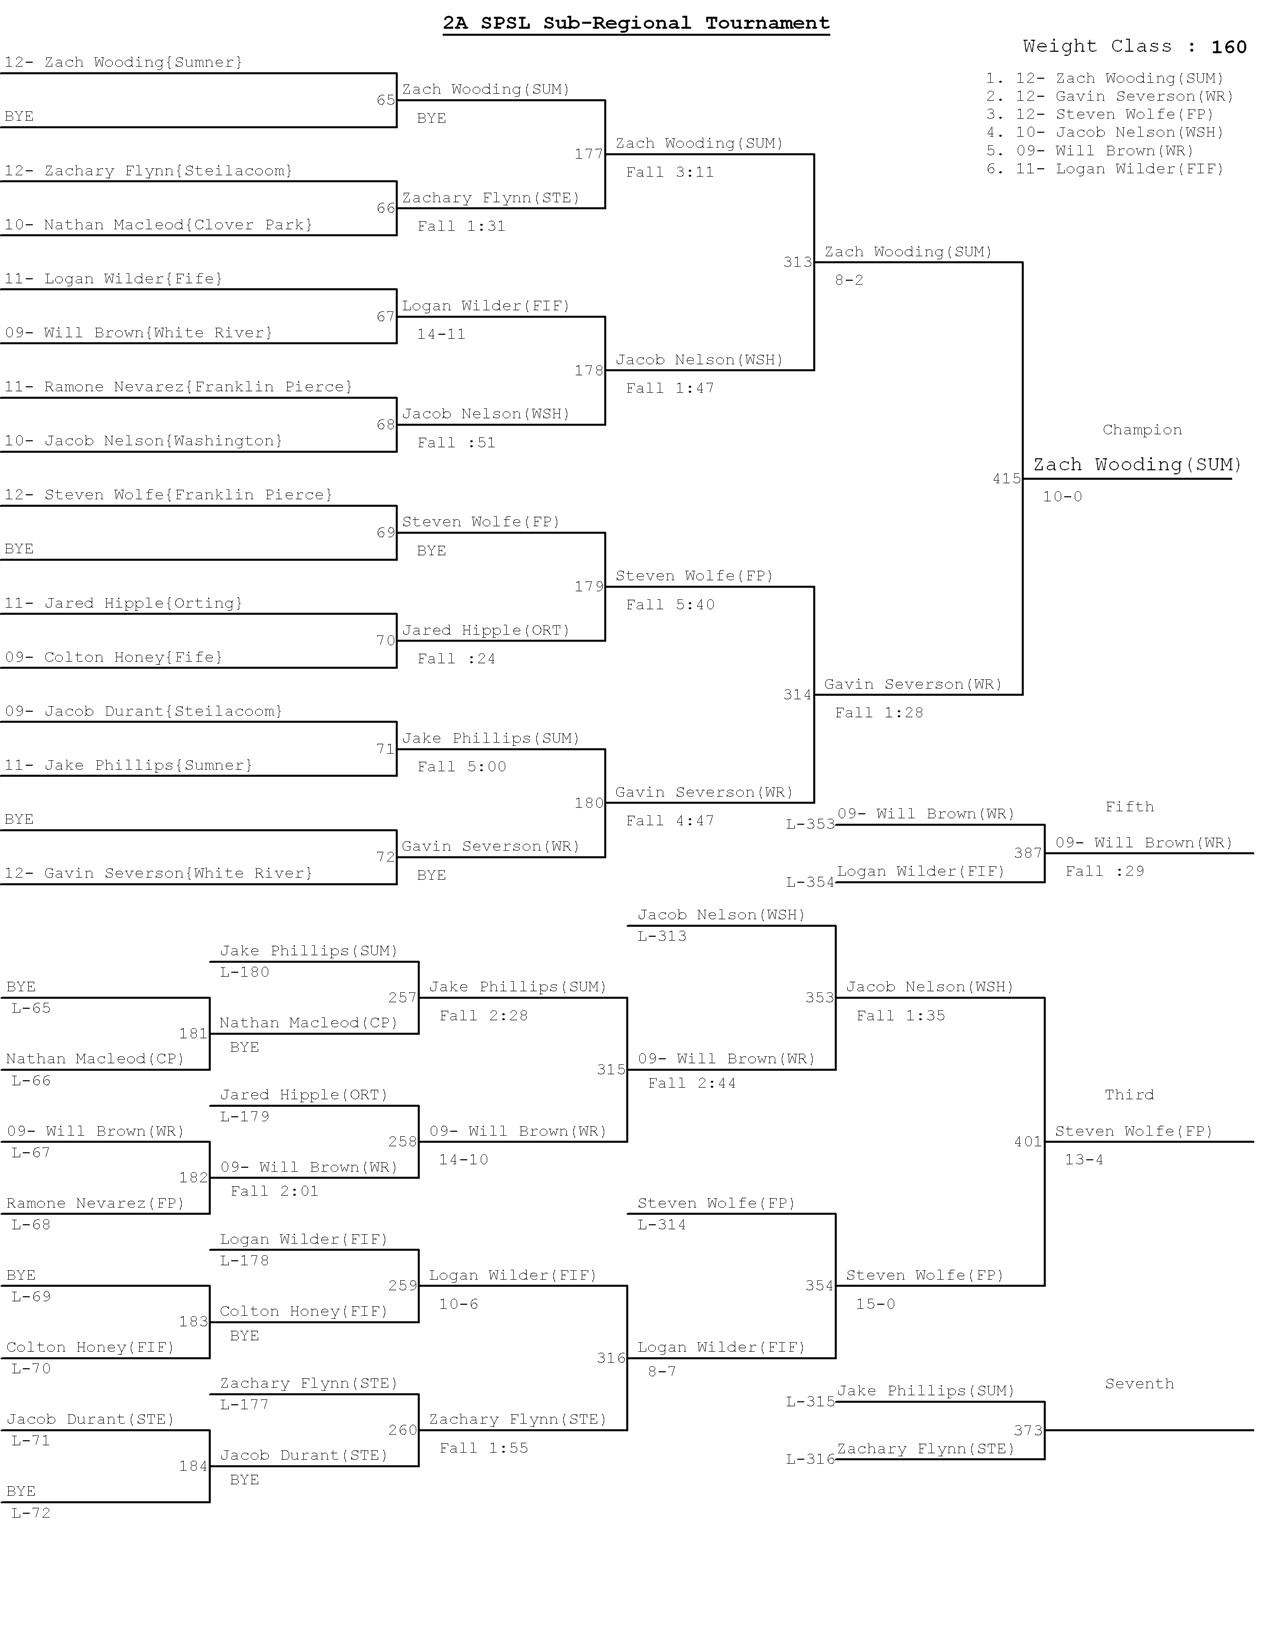 2A SPSL Sub-Regional Tournament
Weight Class : 160
1. 12- Zach Wooding(SUM)
2. 12- Gavin Severson(WR)
3. 12- Steven Wolfe(FP)
4. 10- Jacob Nelson(WSH)
5. 09- Will Brown(WR)
6. 11- Logan Wilder(FIF)
12- Zach Wooding{Sumner}
65
BYE
12- Zachary Flynn{Steilacoom}
66
10- Nathan Macleod{Clover Park}
11- Logan Wilder{Fife}
67
09- Will Brown{White River}
11- Ramone Nevarez{Franklin Pierce}
68
10- Jacob Nelson{Washington}
12- Steven Wolfe{Franklin Pierce}
69
BYE
11- Jared Hipple{Orting}
70
09- Colton Honey{Fife}
09- Jacob Durant{Steilacoom}
71
11- Jake Phillips{Sumner}
BYE
72
12- Gavin Severson{White River}
Zach Wooding(SUM)
BYE
177
Zachary Flynn(STE)
Fall 1:31
Logan Wilder(FIF)
14-11
178
Jacob Nelson(WSH)
Fall :51
Steven Wolfe(FP)
BYE
179
Jared Hipple(ORT)
Fall :24
Jake Phillips(SUM)
Fall 5:00
180
Gavin Severson(WR)
BYE
Zach Wooding(SUM)
Fall 3:11
313
Jacob Nelson(WSH)
Fall 1:47
Steven Wolfe(FP)
Fall 5:40
314
Gavin Severson(WR)
Fall 4:47
Zach Wooding(SUM)
8-2
415
Gavin Severson(WR)
Fall 1:28
Champion
Zach Wooding(SUM)
10-0
Fifth
L-353
09- Will Brown(WR)
387
L-354
Logan Wilder(FIF)
09- Will Brown(WR)
Fall :29
BYE
L-65
181
Nathan Macleod(CP)
L-66
09- Will Brown(WR)
L-67
182
Ramone Nevarez(FP)
L-68
BYE
L-69
183
Colton Honey(FIF)
L-70
Jacob Durant(STE)
L-71
184
BYE
L-72
Jake Phillips(SUM)
L-180
257
Nathan Macleod(CP)
BYE
Jared Hipple(ORT)
L-179
258
09- Will Brown(WR)
Fall 2:01
Logan Wilder(FIF)
L-178
259
Colton Honey(FIF)
BYE
Zachary Flynn(STE)
L-177
260
Jacob Durant(STE)
BYE
Jake Phillips(SUM)
Fall 2:28
315
09- Will Brown(WR)
14-10
Logan Wilder(FIF)
10-6
316
Zachary Flynn(STE)
Fall 1:55
Jacob Nelson(WSH)
L-313
353
09- Will Brown(WR)
Fall 2:44
Steven Wolfe(FP)
L-314
354
Logan Wilder(FIF)
8-7
Jacob Nelson(WSH)
Fall 1:35
401
Steven Wolfe(FP)
15-0
Third
Steven Wolfe(FP)
13-4
Seventh
L-315
Jake Phillips(SUM)
373
L-316
Zachary Flynn(STE)